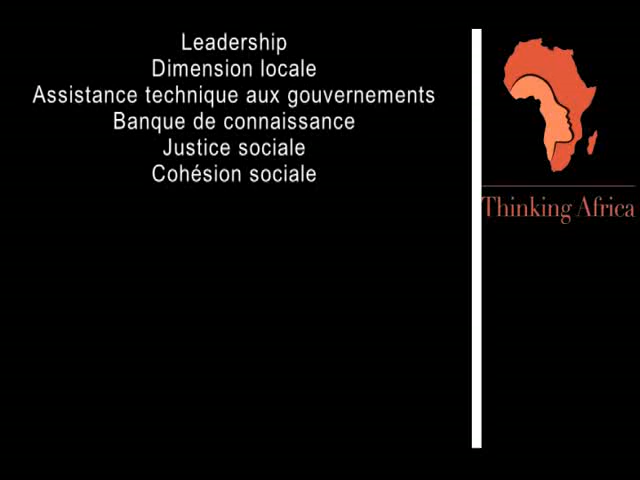 Leadership
Dimension locale
Assistance technique aux gouvernements
Banque de connaissance
Justice sociale
Cohésion sociale
Thinking Africa